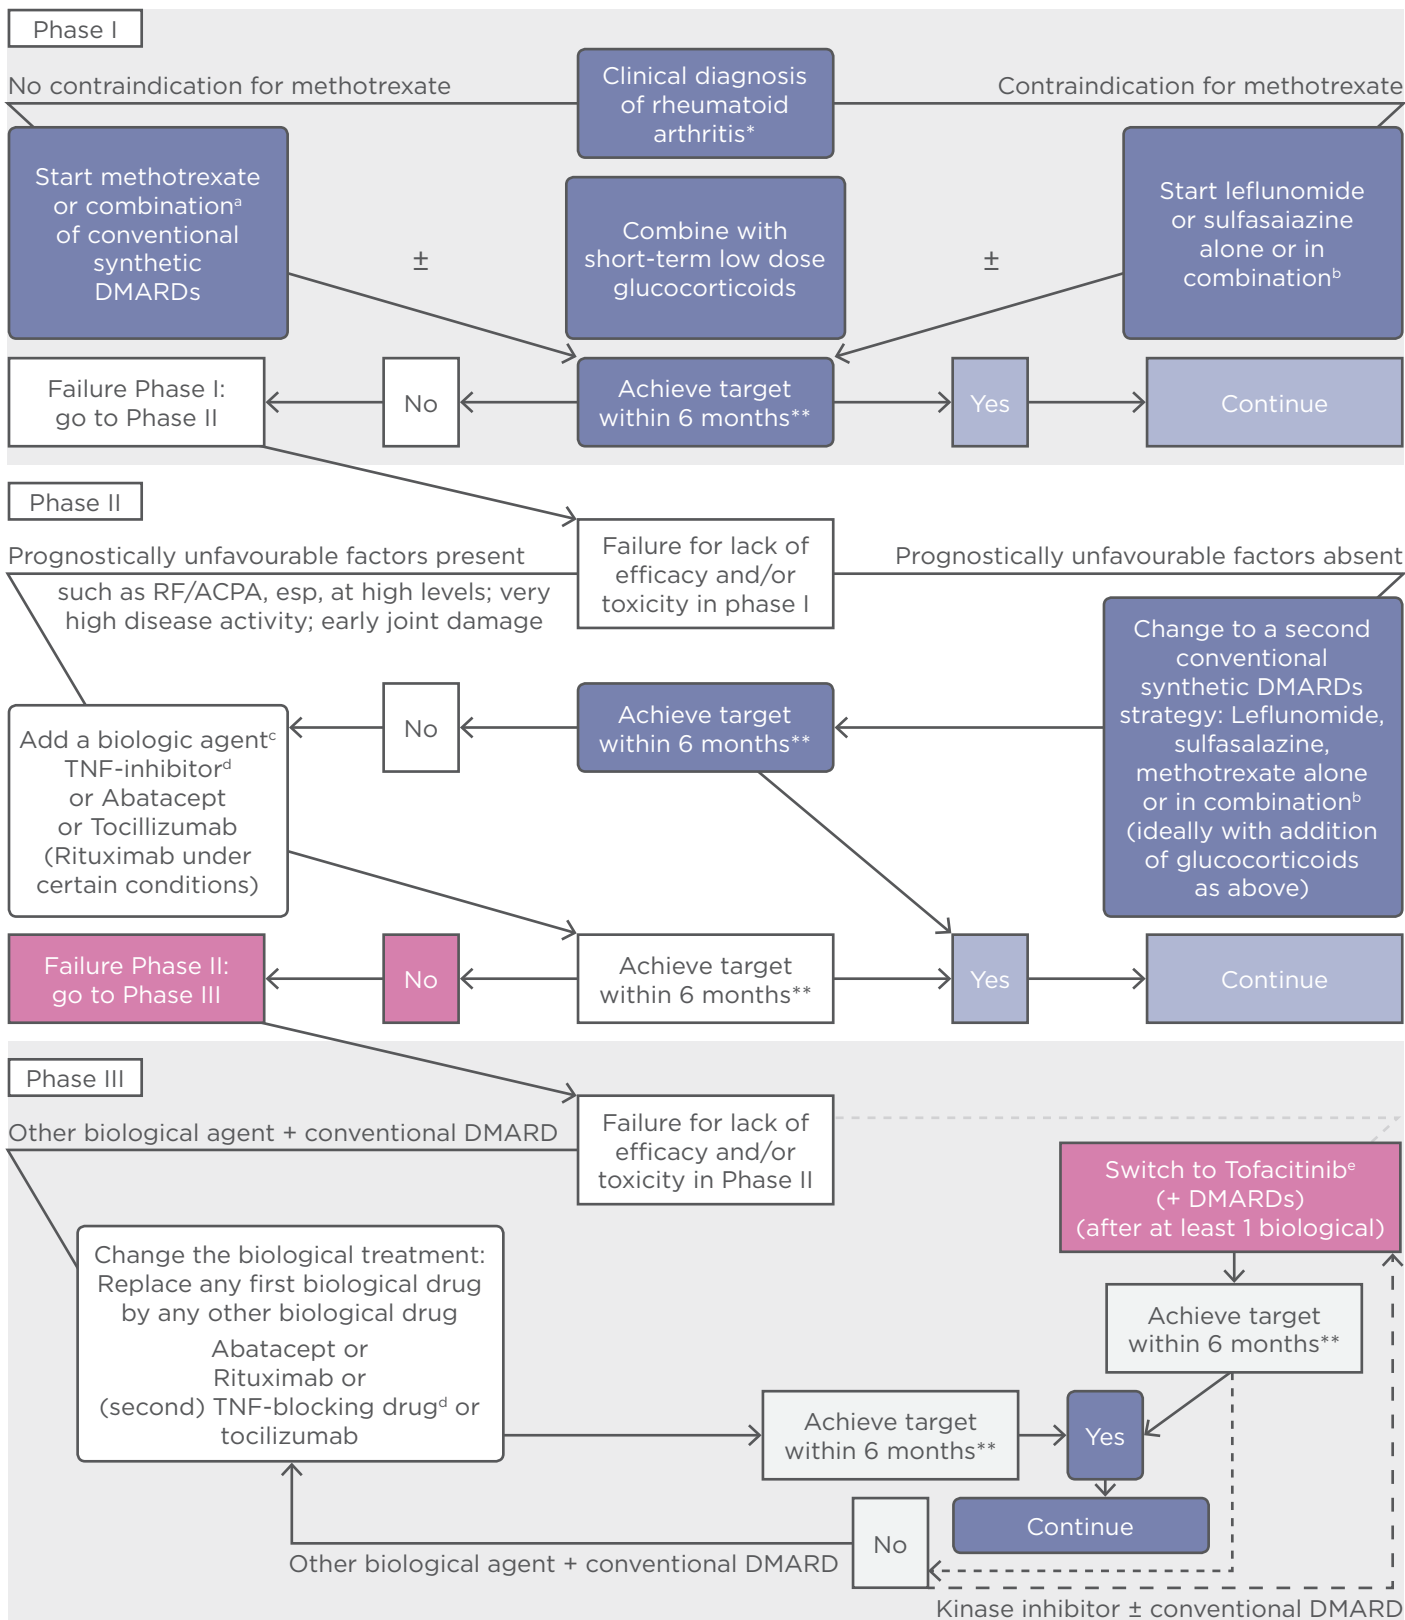 Phase I
No contraindication for methotrexate
Clinical diagnosis
of rheumatoid
arthritis*
Contraindication for methotrexate
Start methotrexate
or combinationᵃ
of conventional
synthetic
DMARDs
±
Combine with
short-term low dose
glucocorticoids
±
Start leflunomide
or sulfasaiazine
alone or in
combinationᵇ
Failure Phase I:
go to Phase II
No
Achieve target
within 6 months**
Yes
Continue
Phase II
Prognostically unfavourable factors present
such as RF/ACPA, esp, at high levels; very
high disease activity; early joint damage
Failure for lack of
efficacy and/or
toxicity in phase I
Prognostically unfavourable factors absent
Change to a second
conventional
synthetic DMARDs
strategy: Leflunomide,
sulfasalazine,
methotrexate alone
or in combinationᵇ
(ideally with addition
of glucocorticoids
as above)
Achieve target
within 6 months**
No
Add a biologic agentᶜ
TNF-inhibitorᵈ
or Abatacept
or Tocillizumab
(Rituximab under
certain conditions)
Failure Phase II:
go to Phase III
No
Achieve target
within 6 months**
Yes
Continue
Phase III
Other biological agent + conventional DMARD
Failure for lack of
efficacy and/or
toxicity in Phase II
Switch to Tofacitinibᵉ
(+ DMARDs)
(after at least 1 biological)
Change the biological treatment:
Replace any first biological drug
by any other biological drug
Abatacept or
Rituximab or
(second) TNF-blocking drugᵈ or
tocilizumab
Achieve target
within 6 months**
Achieve target
within 6 months**
Yes
Continue
No
Other biological agent + conventional DMARD
Kinase inhibitor ± conventional DMARD